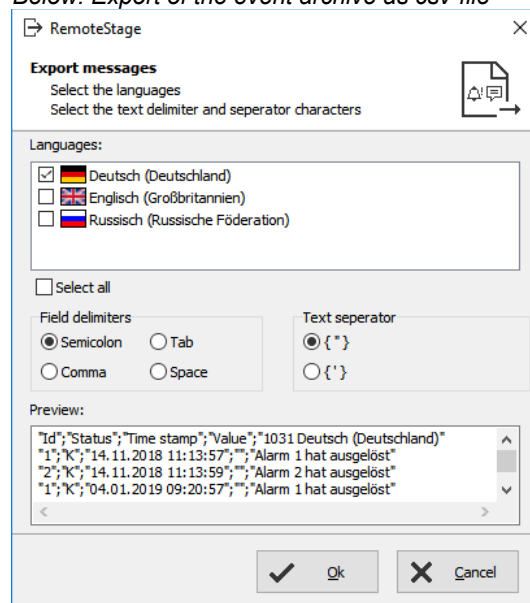 Below: Export of the event archive as csv-file
RemoteStage
Export messages
Select the languages
Select the text delimiter and seperator characters
Languages:
Deutsch (Deutschland)
Englisch (Großbritannien)
Russisch (Russische Föderation)
Select all
Field delimiters
Semicolon Tab
Comma Space
Text seperator
{"}
{'}
Preview:
"Id";"Status";"Time stamp";"Value";"1031 Deutsch (Deutschland)"
"1";"K";"14.11.2018 11:13:57";"";"Alarm 1 hat ausgelöst"
"2";"K";"14.11.2018 11:13:59";"";"Alarm 2 hat ausgelöst"
"1";"K";"04.01.2019 09:20:57";"";"Alarm 1 hat ausgelöst"
Ok Cancel